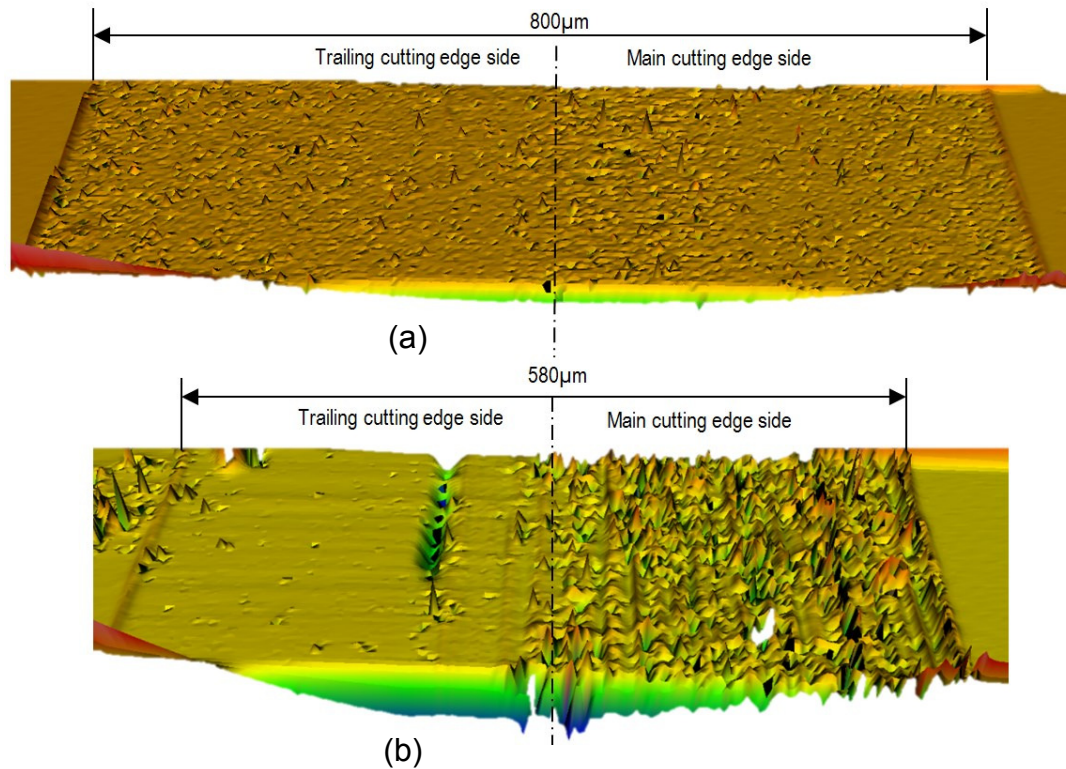 800µm
Trailing cutting edge side Main cutting edge side
(a)
580µm
Trailing cutting edge side Main cutting edge side
(b)